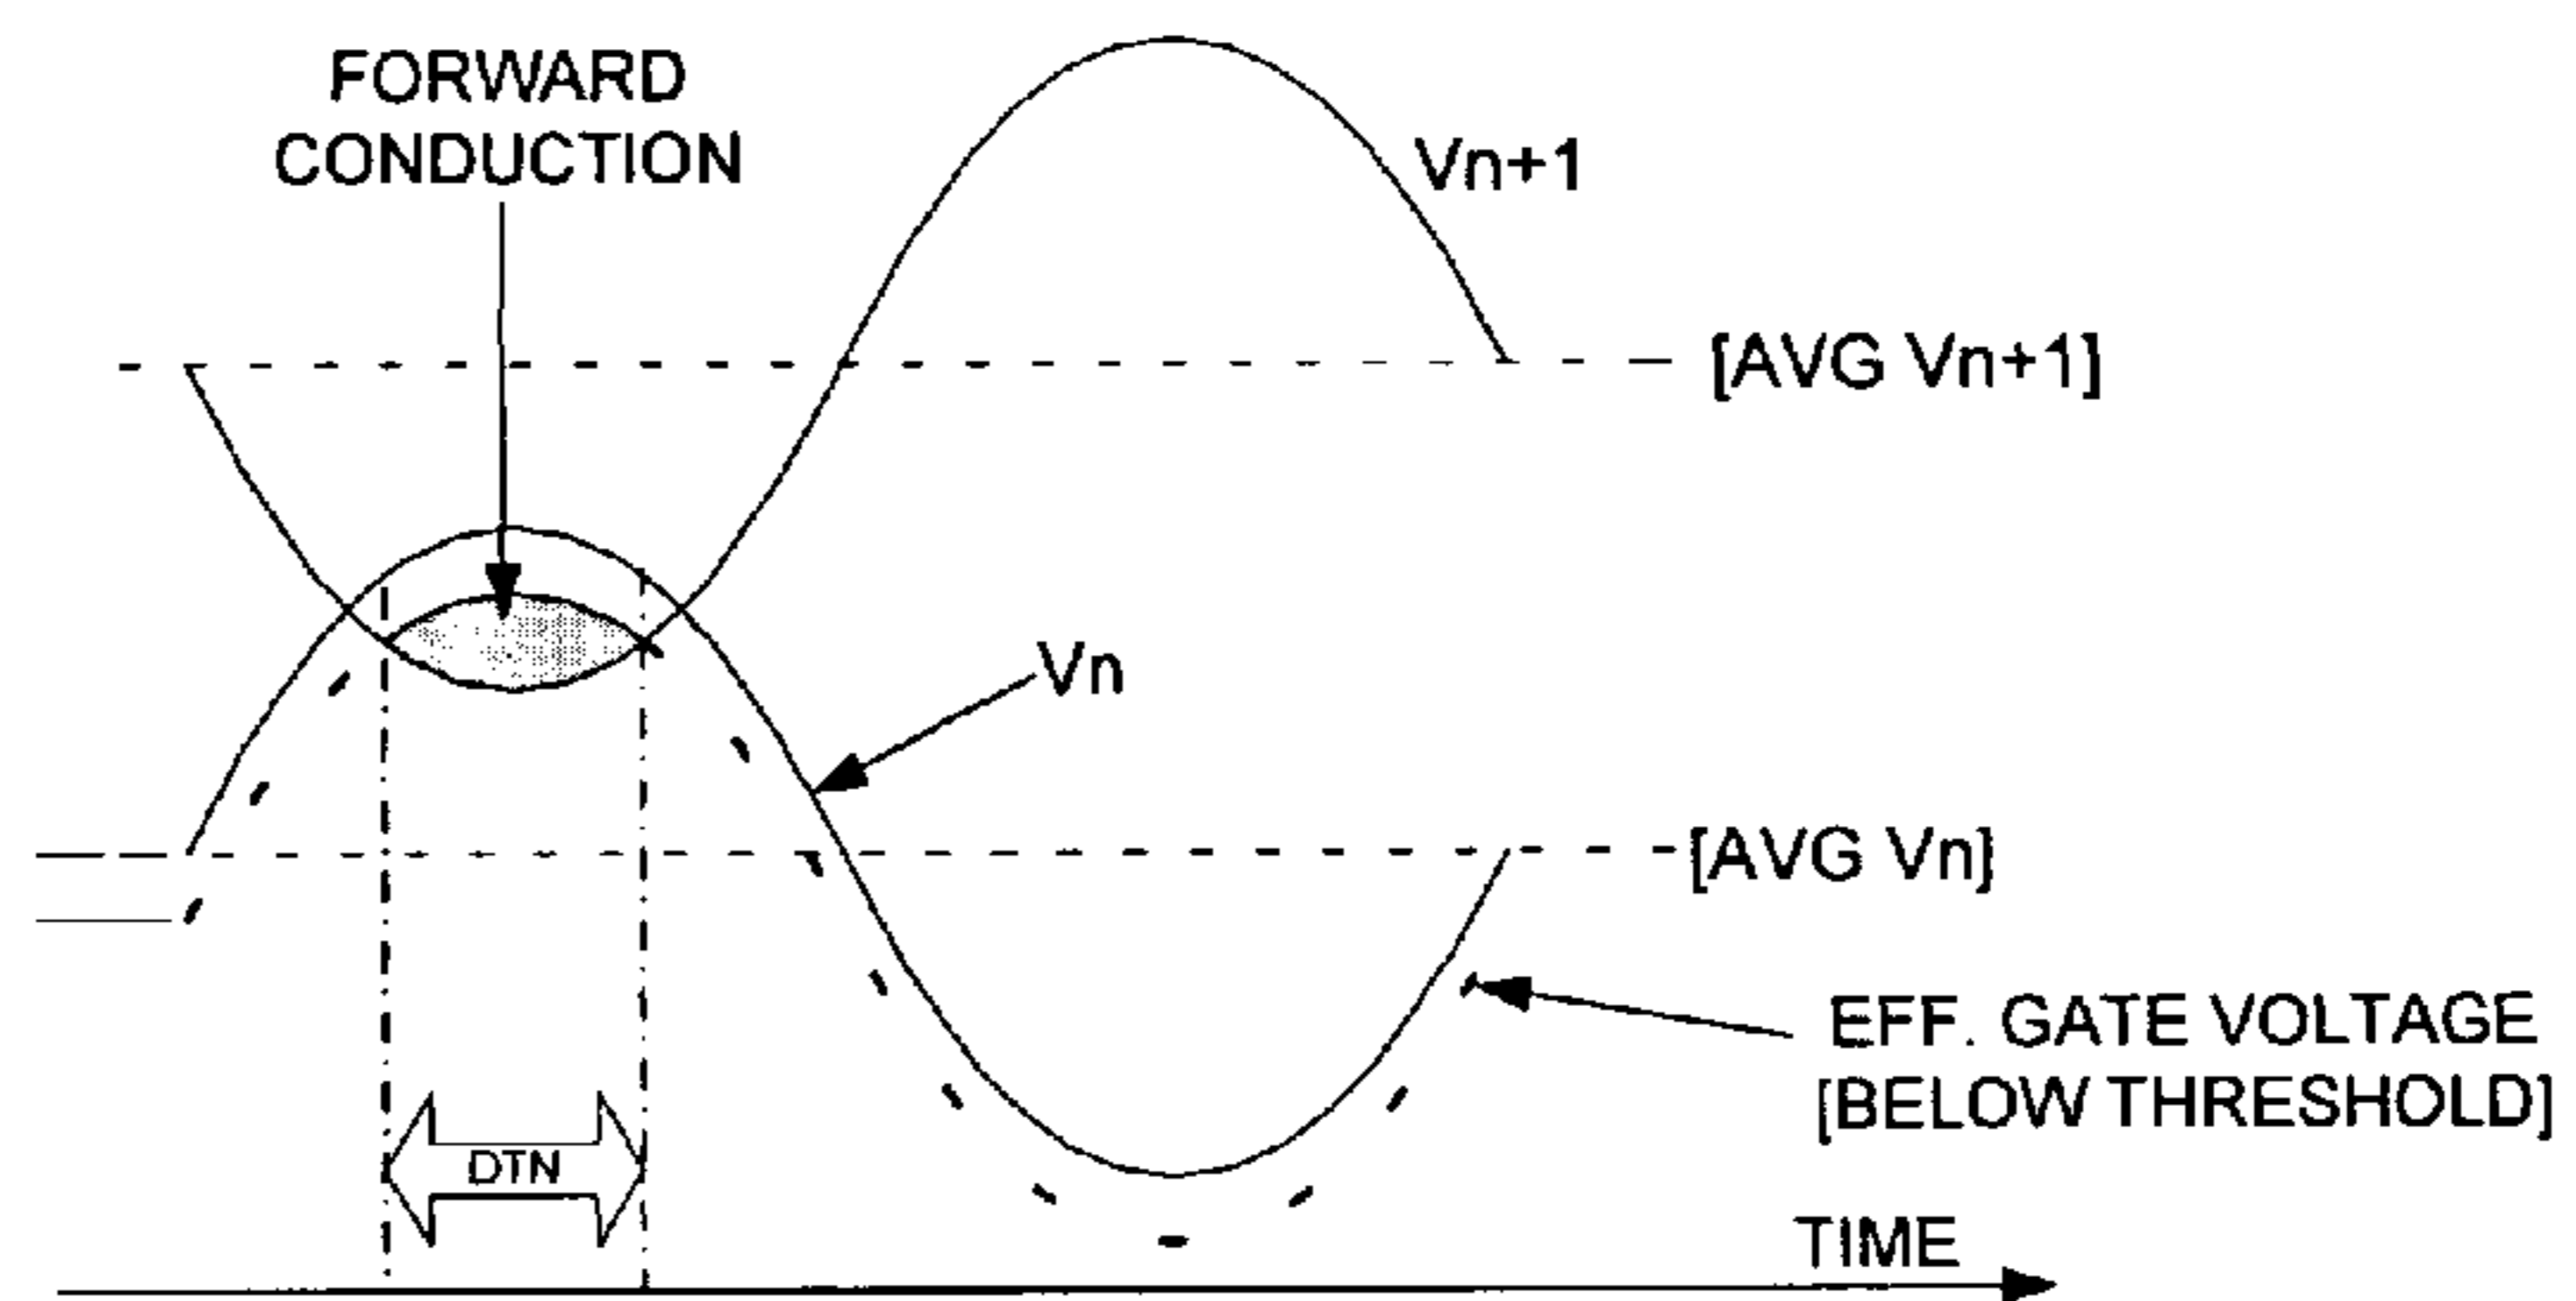 FORWARD
CONDUCTION
Vn+1
[AVG Vn+1]
Vn
[AVG Vn]
EFF. GATE VOLTAGE
[BELOW THRESHOLD]
DTN
TIME